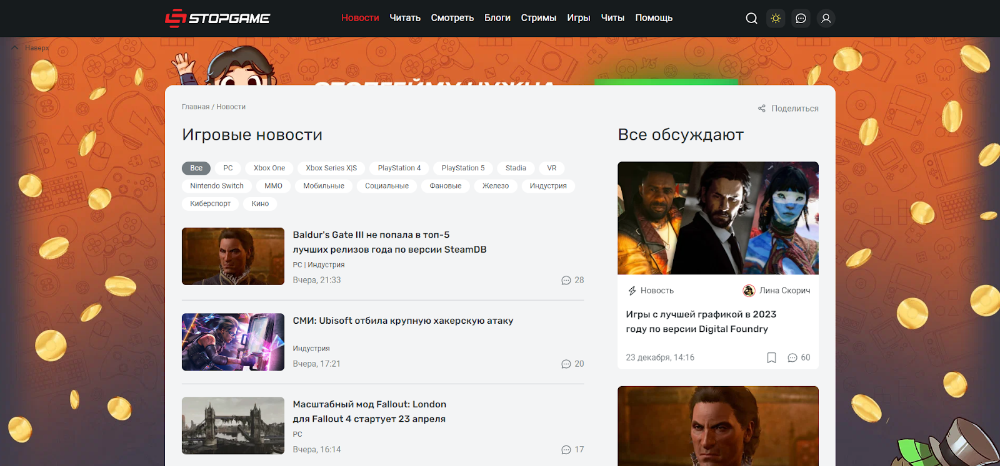 STOPGAME
Новости Читать Смотреть Блоги Стримы Игры Читы Помощь
Наверх
Главная / Новости
Поделиться
Игровые новости
Все PC Xbox One Xbox Series X|S PlayStation 4 PlayStation 5 Stadia VR
Nintendo Switch MMO Мобильные Социальные Фановые Железо Индустрия
Киберспорт Кино
Baldur's Gate III не попала в топ-5
лучших релизов года по версии SteamDB
PC | Индустрия
Вчера, 21:33 28
СМИ: Ubisoft отбила крупную хакерскую атаку
Индустрия
Вчера, 17:21 20
Масштабный мод Fallout: London
для Fallout 4 стартует 23 апреля
PC
Вчера, 16:14 17
Все обсуждают
Новость Лина Скорич
Игры с лучшей графикой в 2023
году по версии Digital Foundry
23 декабря, 14:16 60